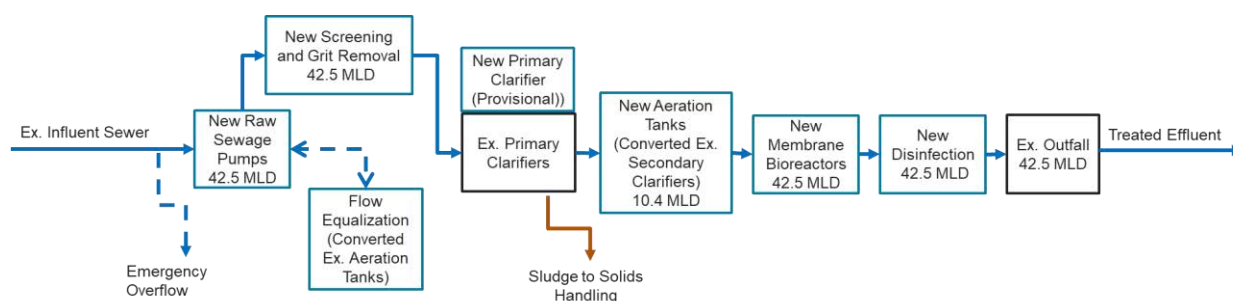 Ex. Influent Sewer
New Raw
Sewage
Pumps
42.5 MLD
Emergency
Overflow
New Screening
and Grit Removal
42.5 MLD
Flow
Equalization
(Converted
Ex. Aeration
Tanks)
New Primary
Clarifier
(Provisional))
Ex. Primary
Clarifiers
Sludge to Solids
Handling
New Aeration
Tanks
(Converted Ex.
Secondary
Clarifiers)
10.4 MLD
New
Membrane
Bioreactors
42.5 MLD
New
Disinfection
42.5 MLD
Ex. Outfall
42.5 MLD
Treated Effluent